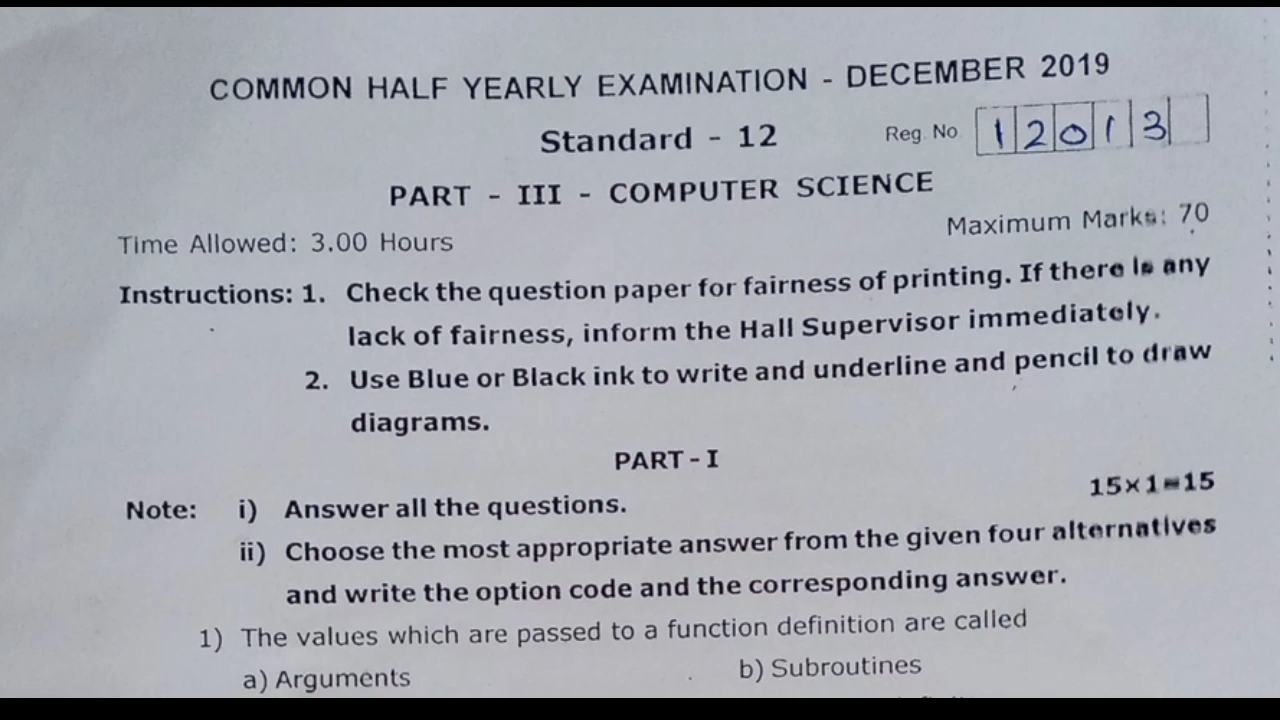 COMMON HALF YEARLY EXAMINATION - DECEMBER 2019
Standard - 12
Reg. No 12013
PART - III - COMPUTER SCIENCE
Time Allowed: 3.00 Hours
Maximum Marks: 70
Instructions: 1. Check the question paper for fairness of printing. If there is any
lack of fairness, inform the Hall Supervisor immediately.
2. Use Blue or Black ink to write and underline and pencil to draw
diagrams.
PART - I
Note: i) Answer all the questions.
15×1=15
ii) Choose the most appropriate answer from the given four alternatives
and write the option code and the corresponding answer.
1) The values which are passed to a function definition are called
a) Arguments
b) Subroutines